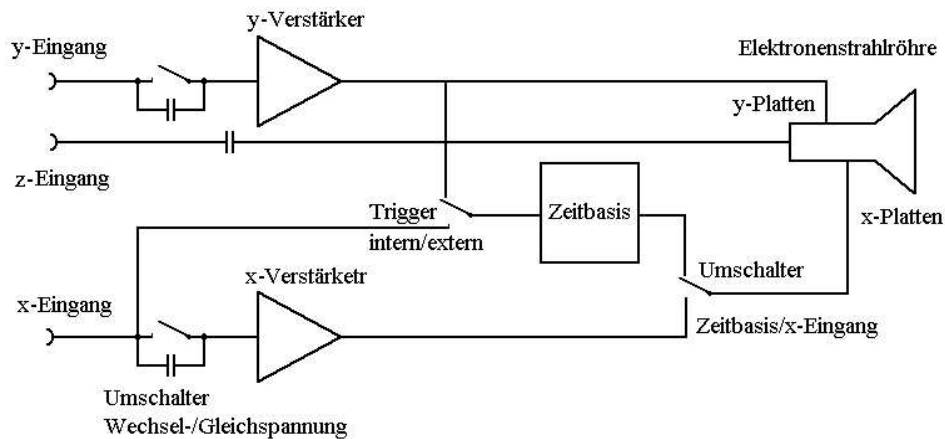 y-Verstärker
y-Eingang
Elektronenstrahlröhre
y-Platten
z-Eingang
Trigger
intern/extern
Zeitbasis
x-Platten
x-Verstärketr
Umschalter
x-Eingang
Zeitbasis/x-Eingang
Umschalter
Wechsel-/Gleichspannung